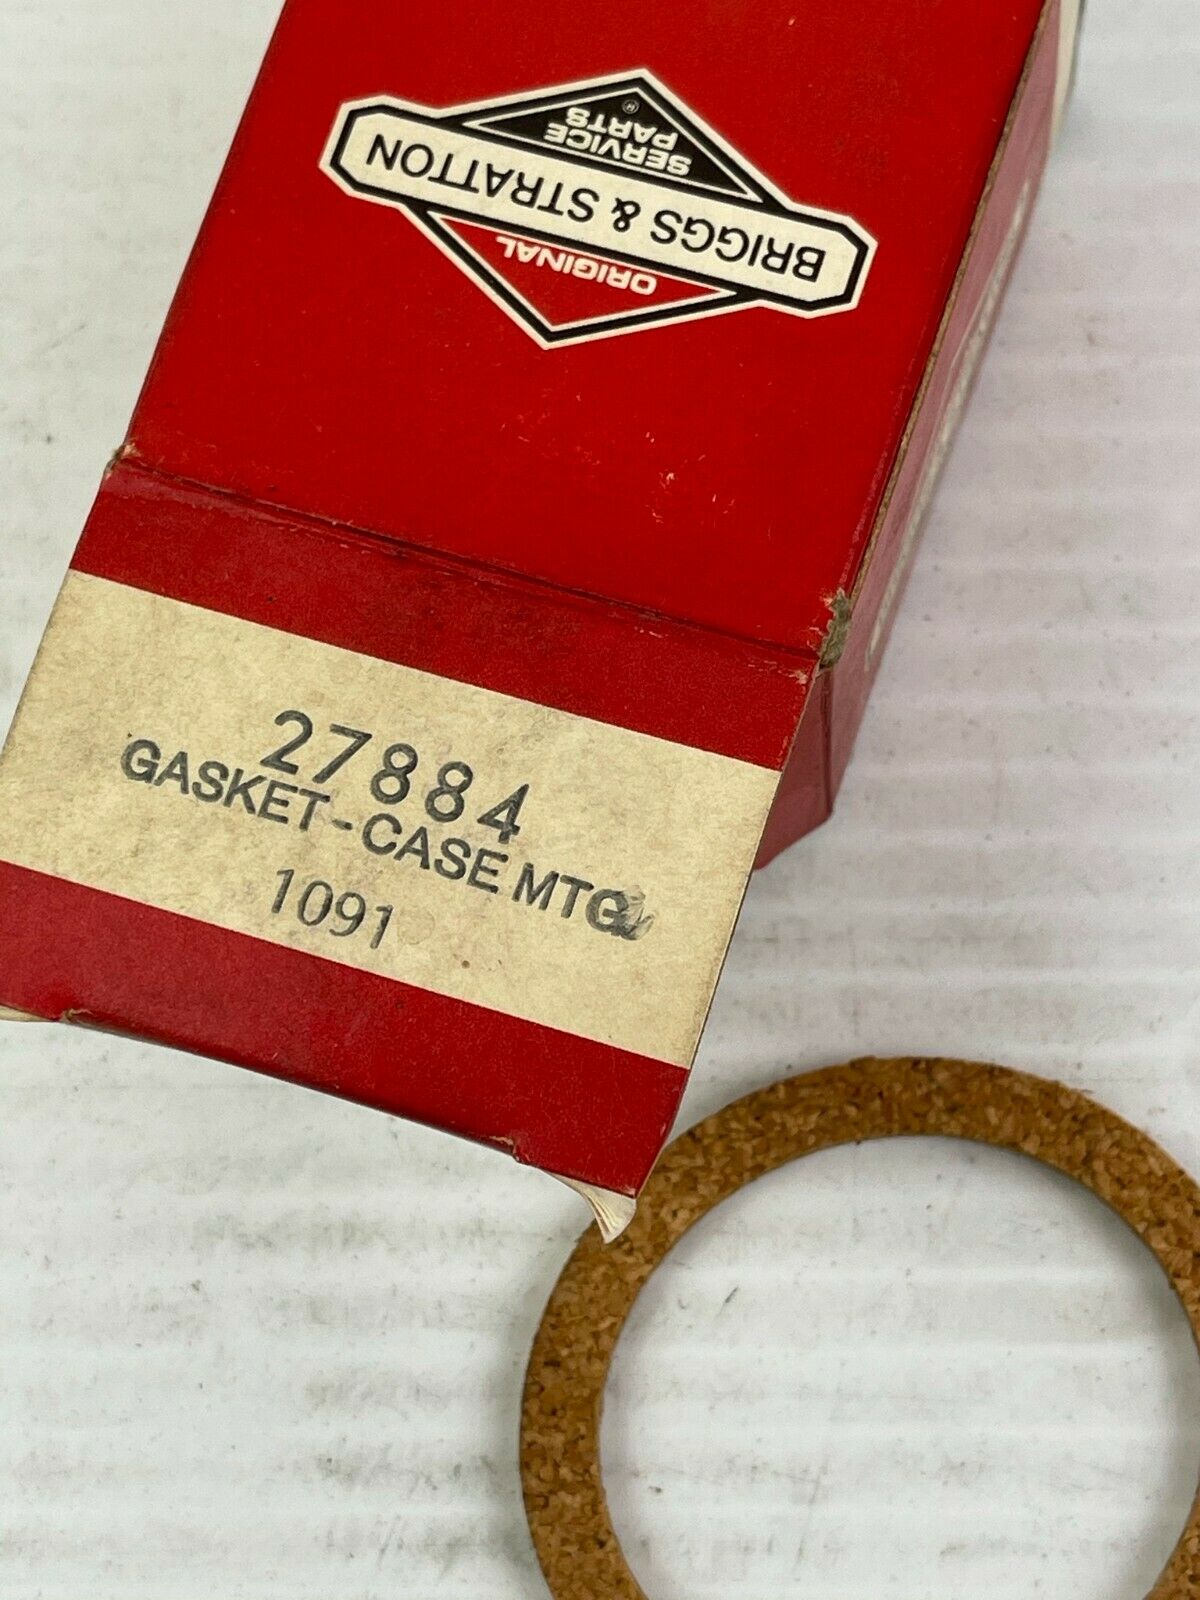 ORIGINAL
BRIGGS & STRATTON
SERVICE
PARTS
27884
GASKET-CASE MTG
1091